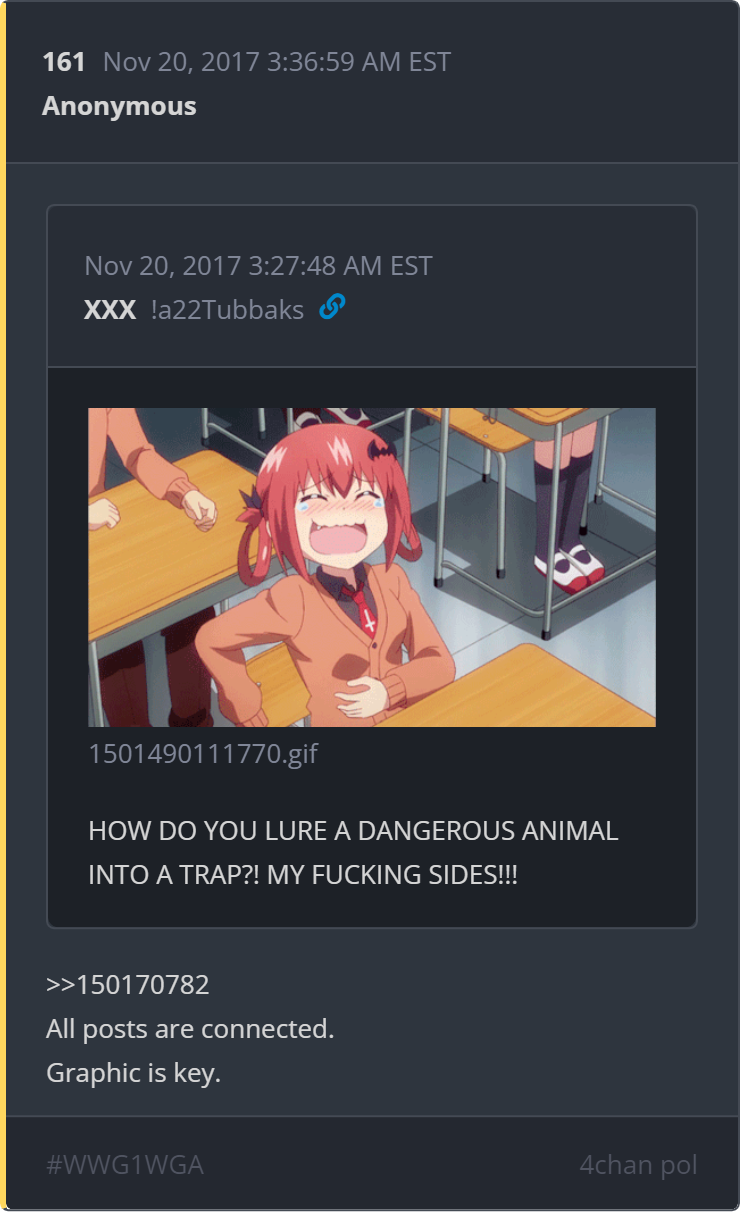 161 Nov 20, 2017 3:36:59 AM EST
Anonymous
Nov 20, 2017 3:27:48 AM EST
XXX !a22Tubbaks
1501490111770.gif
HOW DO YOU LURE A DANGEROUS ANIMAL
INTO A TRAP?! MY FUCKING SIDES!!!
>>150170782
All posts are connected.
Graphic is key.
#WWG1WGA 4chan pol